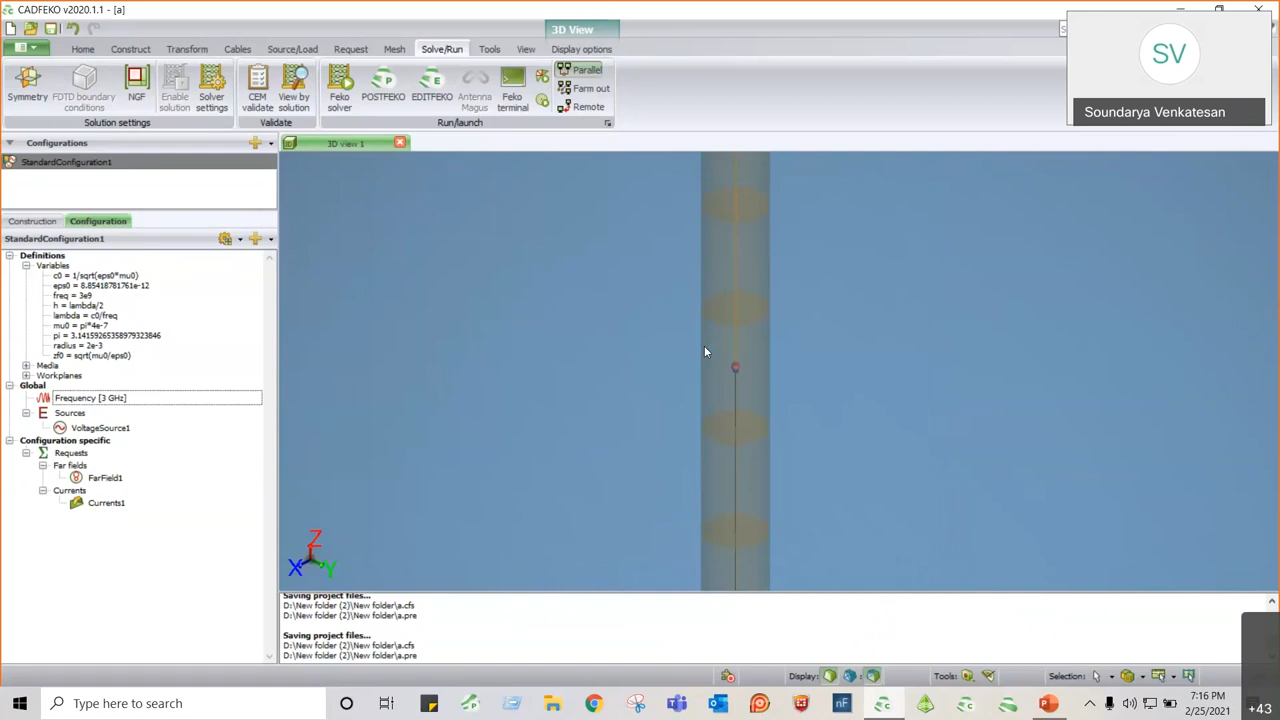 CADFEKO v2020.1.1 - [a]
3D View
Home Construct Transform Cables Source/Load Request Mesh Solve/Run Tools View Display options
Symmetry
FDTD boundary conditions
NGF
Enable solution
Solver settings
CEM validate
View by solution
Feko solver
POSTFEKO
EDITFEKO
Antenna Magus
Feko terminal
Parallel
Farm out
Remote
Solution settings
Validate
Run/launch
SV
Soundarya Venkatesan
Configurations
3D view 1
StandardConfiguration1
Construction Configuration
StandardConfiguration1
Definitions
Variables
c0 = 1/sqrt(eps0*mu0)
eps0 = 8.85418781761e-12
freq = 3e9
h = lambda/2
lambda = c0/freq
mu0 = pi*4e-7
pi = 3.14159265358979323846
radius = 2e-3
zf0 = sqrt(mu0/eps0)
Media
Workplanes
Global
Frequency [3 GHz]
Sources
VoltageSource1
Configuration specific
Requests
Far fields
FarField1
Currents
Currents1
Z
X
Y
Saving project files...
D:\New folder (2)\New folder\a.cfs
D:\New folder (2)\New folder\a.pre
Saving project files...
D:\New folder (2)\New folder\a.cfs
D:\New folder (2)\New folder\a.pre
Display:
Tools:
Selection:
Type here to search
nF
7:16 PM
2/25/2021
+43